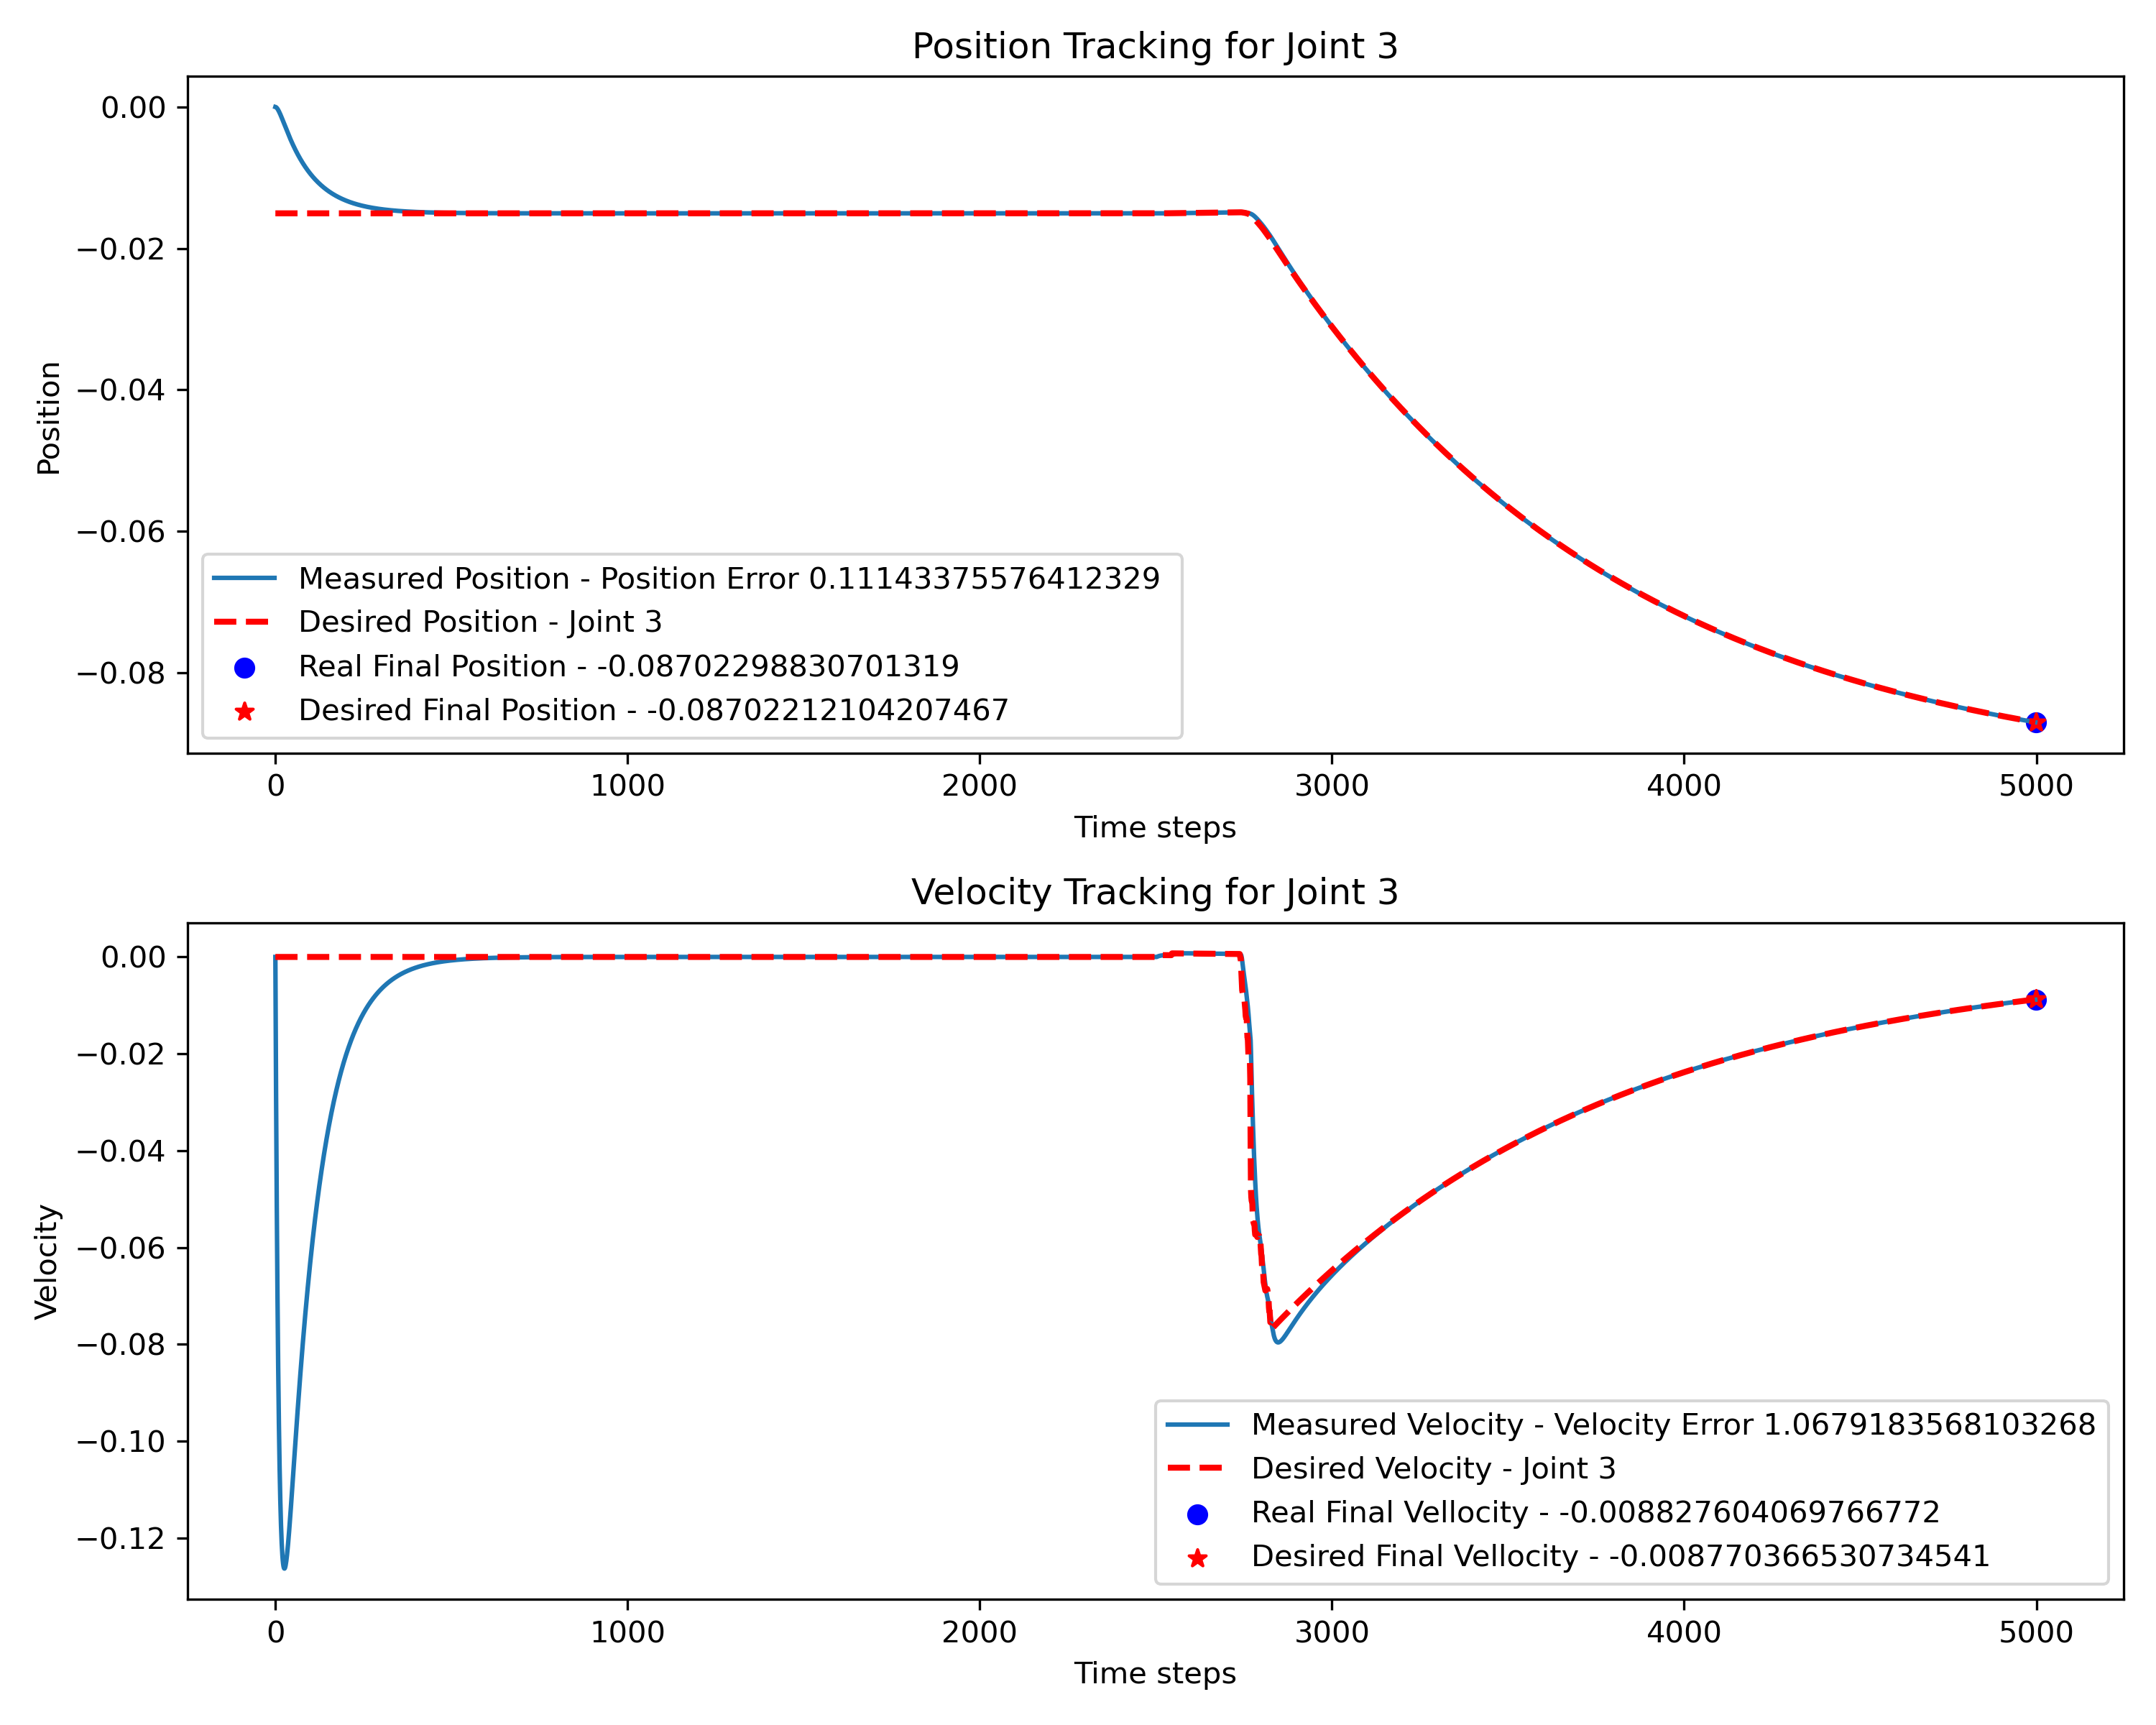 Position Tracking for Joint 3
0.00
−0.02
−0.04
−0.06
−0.08
Position
Measured Position - Position Error 0.11143375576412329
Desired Position - Joint 3
Real Final Position - -0.08702298830701319
Desired Final Position - -0.08702212104207467
0 1000 2000 3000 4000 5000
Time steps
Velocity Tracking for Joint 3
0.00
−0.02
−0.04
−0.06
−0.08
−0.10
−0.12
Velocity
Measured Velocity - Velocity Error 1.0679183568103268
Desired Velocity - Joint 3
Real Final Vellocity - -0.008827604069766772
Desired Final Vellocity - -0.008770366530734541
0 1000 2000 3000 4000 5000
Time steps